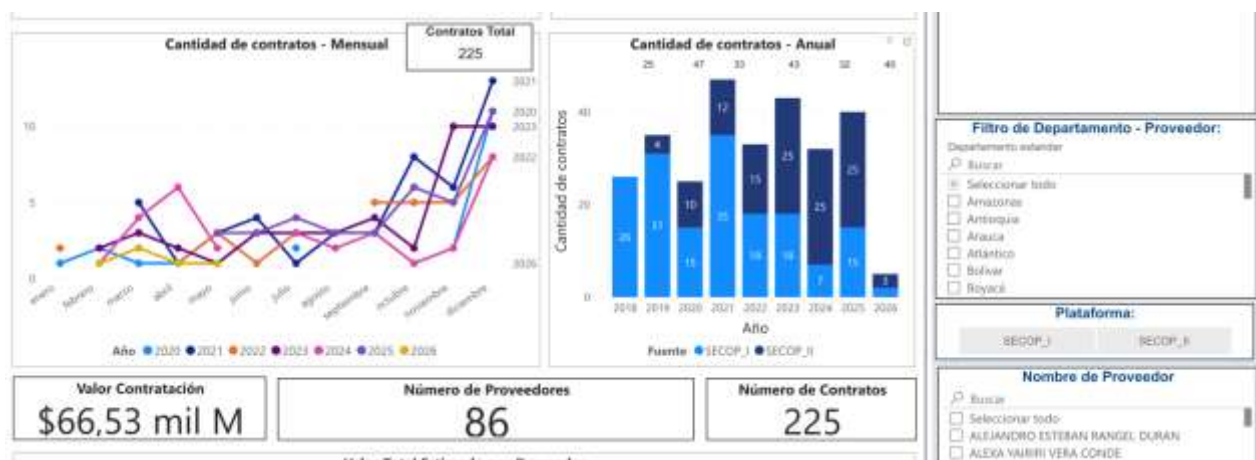 Cantidad de contratos - Mensual
Contratos Total
225
2021
2020
2023
2022
2026
10
5
0
enero
febrero
marzo
abril
mayo
junio
julio
agosto
septiembre
octubre
noviembre
diciembre
Año 2020 2021 2022 2023 2024 2025 2026
Cantidad de contratos - Anual
25 47 33 43 32 40
Cantidad de contratos
40
20
0
26
31
4
15
10
35
12
18
15
18
25
7
25
15
25
3
2018 2019 2020 2021 2022 2023 2024 2025 2026
Año
Fuente SECOP_I SECOP_II
Valor Contratación
$66,53 mil M
Número de Proveedores
86
Número de Contratos
225
Filtro de Departamento - Proveedor:
Departamento estander
Buscar
Seleccionar todo
Amazonas
Antioquia
Arauca
Atlántico
Bolívar
Boyacá
Plataforma:
SECOP_I SECOP_II
Nombre de Proveedor
Buscar
Seleccionar todo
ALEJANDRO ESTEBAN RANGEL DURAN
ALEXA YAIRIRI VERA CONDE